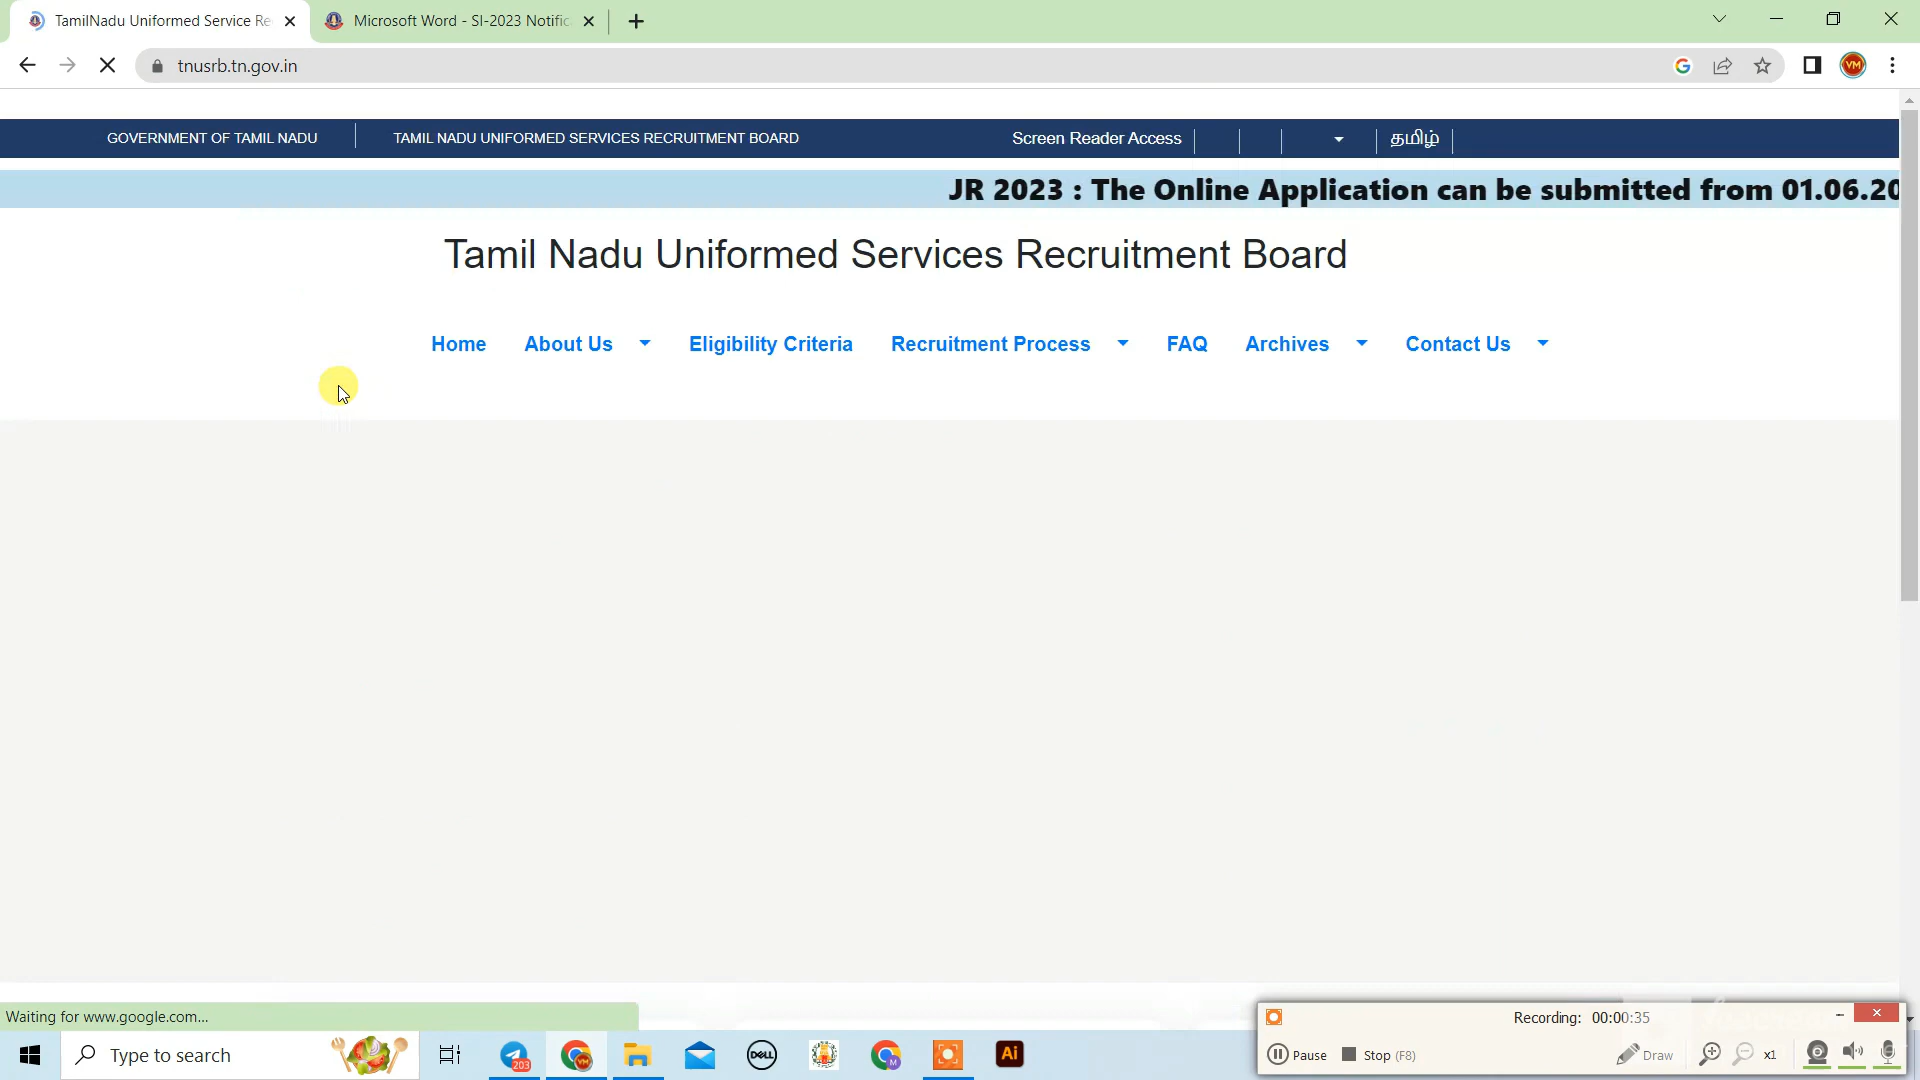 TamilNadu Uniformed Service Re
Microsoft Word - SI-2023 Notific
tnusrb.tn.gov.in
GOVERNMENT OF TAMIL NADU
TAMIL NADU UNIFORMED SERVICES RECRUITMENT BOARD
Screen Reader Access
தமிழ்
JR 2023 : The Online Application can be submitted from 01.06.20
Tamil Nadu Uniformed Services Recruitment Board
Home About Us Eligibility Criteria Recruitment Process FAQ Archives Contact Us
Waiting for www.google.com...
Recording: 00:00:35
Pause Stop (F8) Draw x1
Type to search
203
DELL
M
Ai
VM